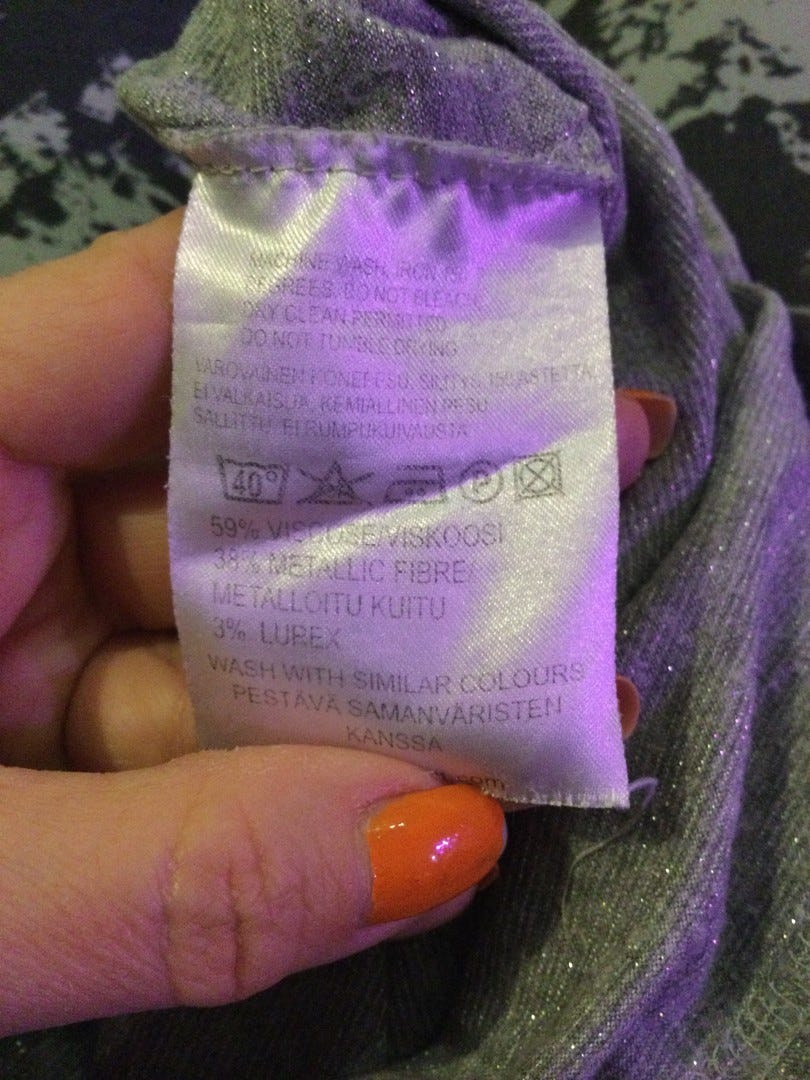 MACHINE WASH, IRON 150
DEGREES. DO NOT BLEACH.
DRY CLEAN PERMITTED
DO NOT TUMBLE DRYING
VAROVAINEN KONEPESU, SILITYS 150 ASTETTA,
EI VALKAISUA, KEMIALLINEN PESU
SALLITTU, EI RUMPUKUIVAUSTA
40° P
59% VISCOSE/VISKOOSI
38% METALLIC FIBRE/
METALLOITU KUITU
3% LUREX
WASH WITH SIMILAR COLOURS
PESTÄVÄ SAMANVÄRISTEN
KANSSA
.com